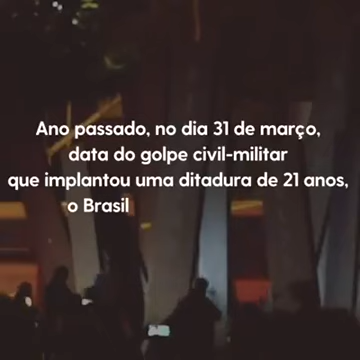 Ano passado, no dia 31 de março,
data do golpe civil-militar
que implantou uma ditadura de 21 anos,
o Brasil